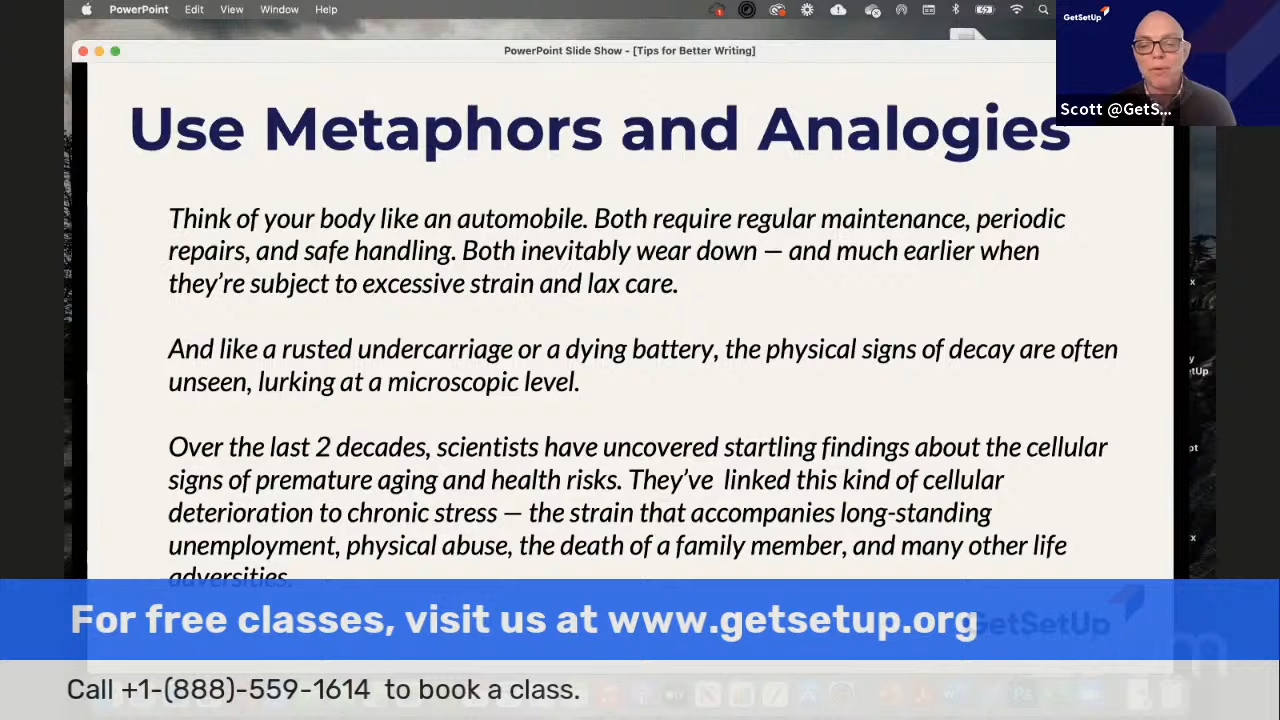 PowerPoint Edit View Window Help
PowerPoint Slide Show - [Tips for Better Writing]
GetSetUp
Scott @GetS...
Use Metaphors and Analogies
Think of your body like an automobile. Both require regular maintenance, periodic
repairs, and safe handling. Both inevitably wear down — and much earlier when
they're subject to excessive strain and lax care.
And like a rusted undercarriage or a dying battery, the physical signs of decay are often
unseen, lurking at a microscopic level.
Over the last 2 decades, scientists have uncovered startling findings about the cellular
signs of premature aging and health risks. They've linked this kind of cellular
deterioration to chronic stress — the strain that accompanies long-standing
unemployment, physical abuse, the death of a family member, and many other life
adversities.
For free classes, visit us at www.getsetup.org
GetSetUp
Call +1-(888)-559-1614 to book a class.